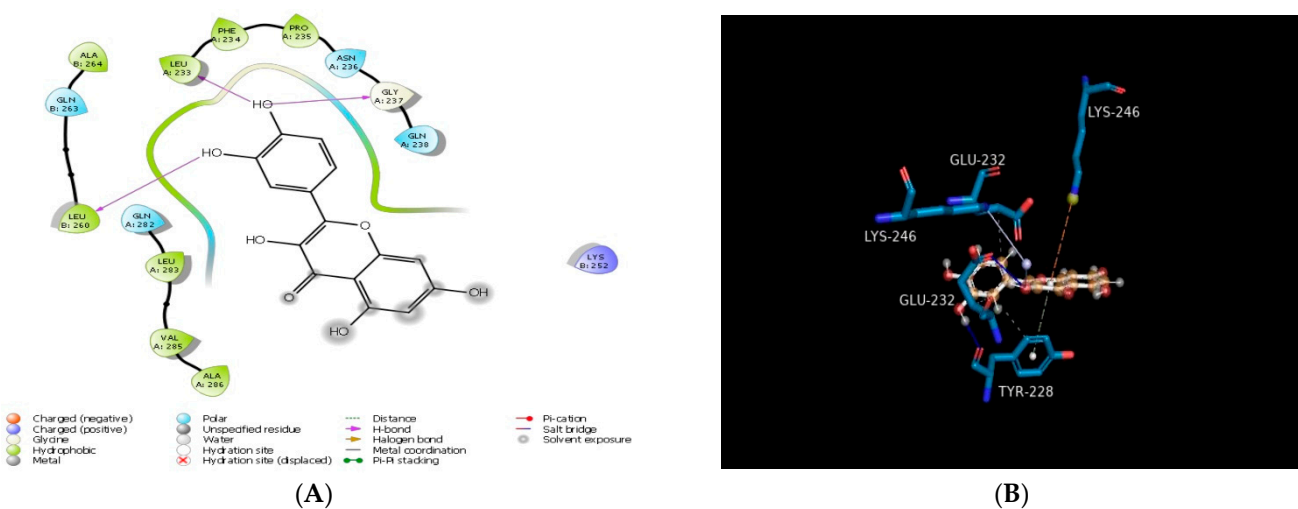 PHE
A: 234
PRO
A: 235
ALA
B: 264
LEU
A: 233
ASN
A: 236
GLN
B: 263
GLY
A: 237
HO
GLN
A: 238
HO
LEU
B: 260
GLN
A: 282
O
HO
LEU
A: 283
LYS
B: 252
O
OH
HO
VAL
A: 285
ALA
A: 286
Charged (negative)
Charged (positive)
Glycine
Hydrophobic
Metal
Polar
Unspecified residue
Water
Hydration site
Hydration site (displaced)
Distance
H-bond
Halogen bond
Metal coordination
Pi-Pi stacking
Pi-cation
Salt bridge
Solvent exposure
(A)
LYS-246
GLU-232
LYS-246
GLU-232
TYR-228
(B)